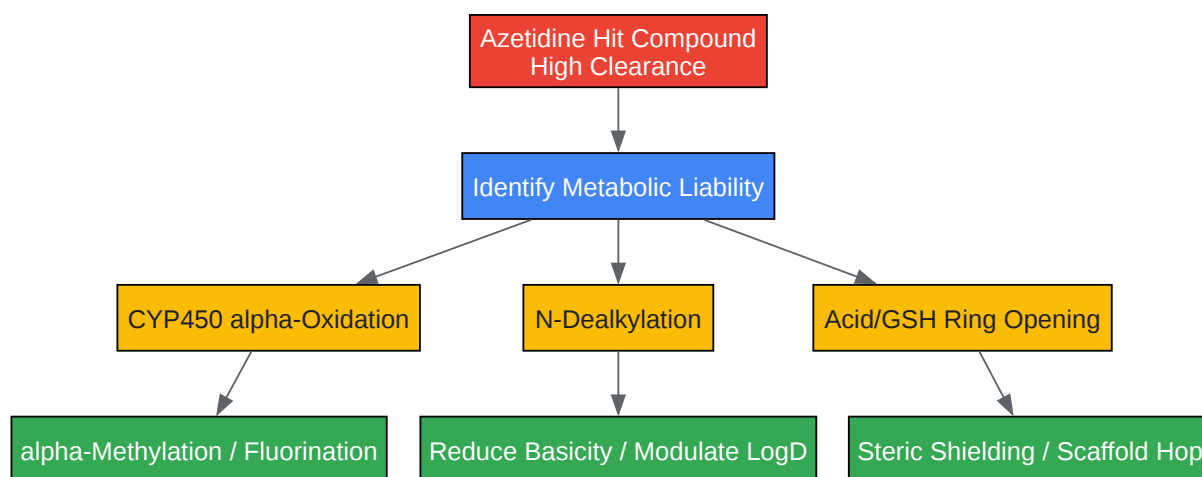 Azetidine Hit Compound
High Clearance
Identify Metabolic Liability
CYP450 alpha-Oxidation
N-Dealkylation
Acid/GSH Ring Opening
alpha-Methylation / Fluorination
Reduce Basicity / Modulate LogD
Steric Shielding / Scaffold Hop